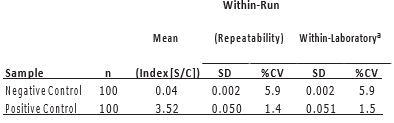 Within-Run
Mean (Repeatability) Within-Laboratoryᵃ
Sample n (Index[S/C]) SD %CV SD %CV
Negative Control 100 0.04 0.002 5.9 0.002 5.9
Positive Control 100 3.52 0.050 1.4 0.051 1.5